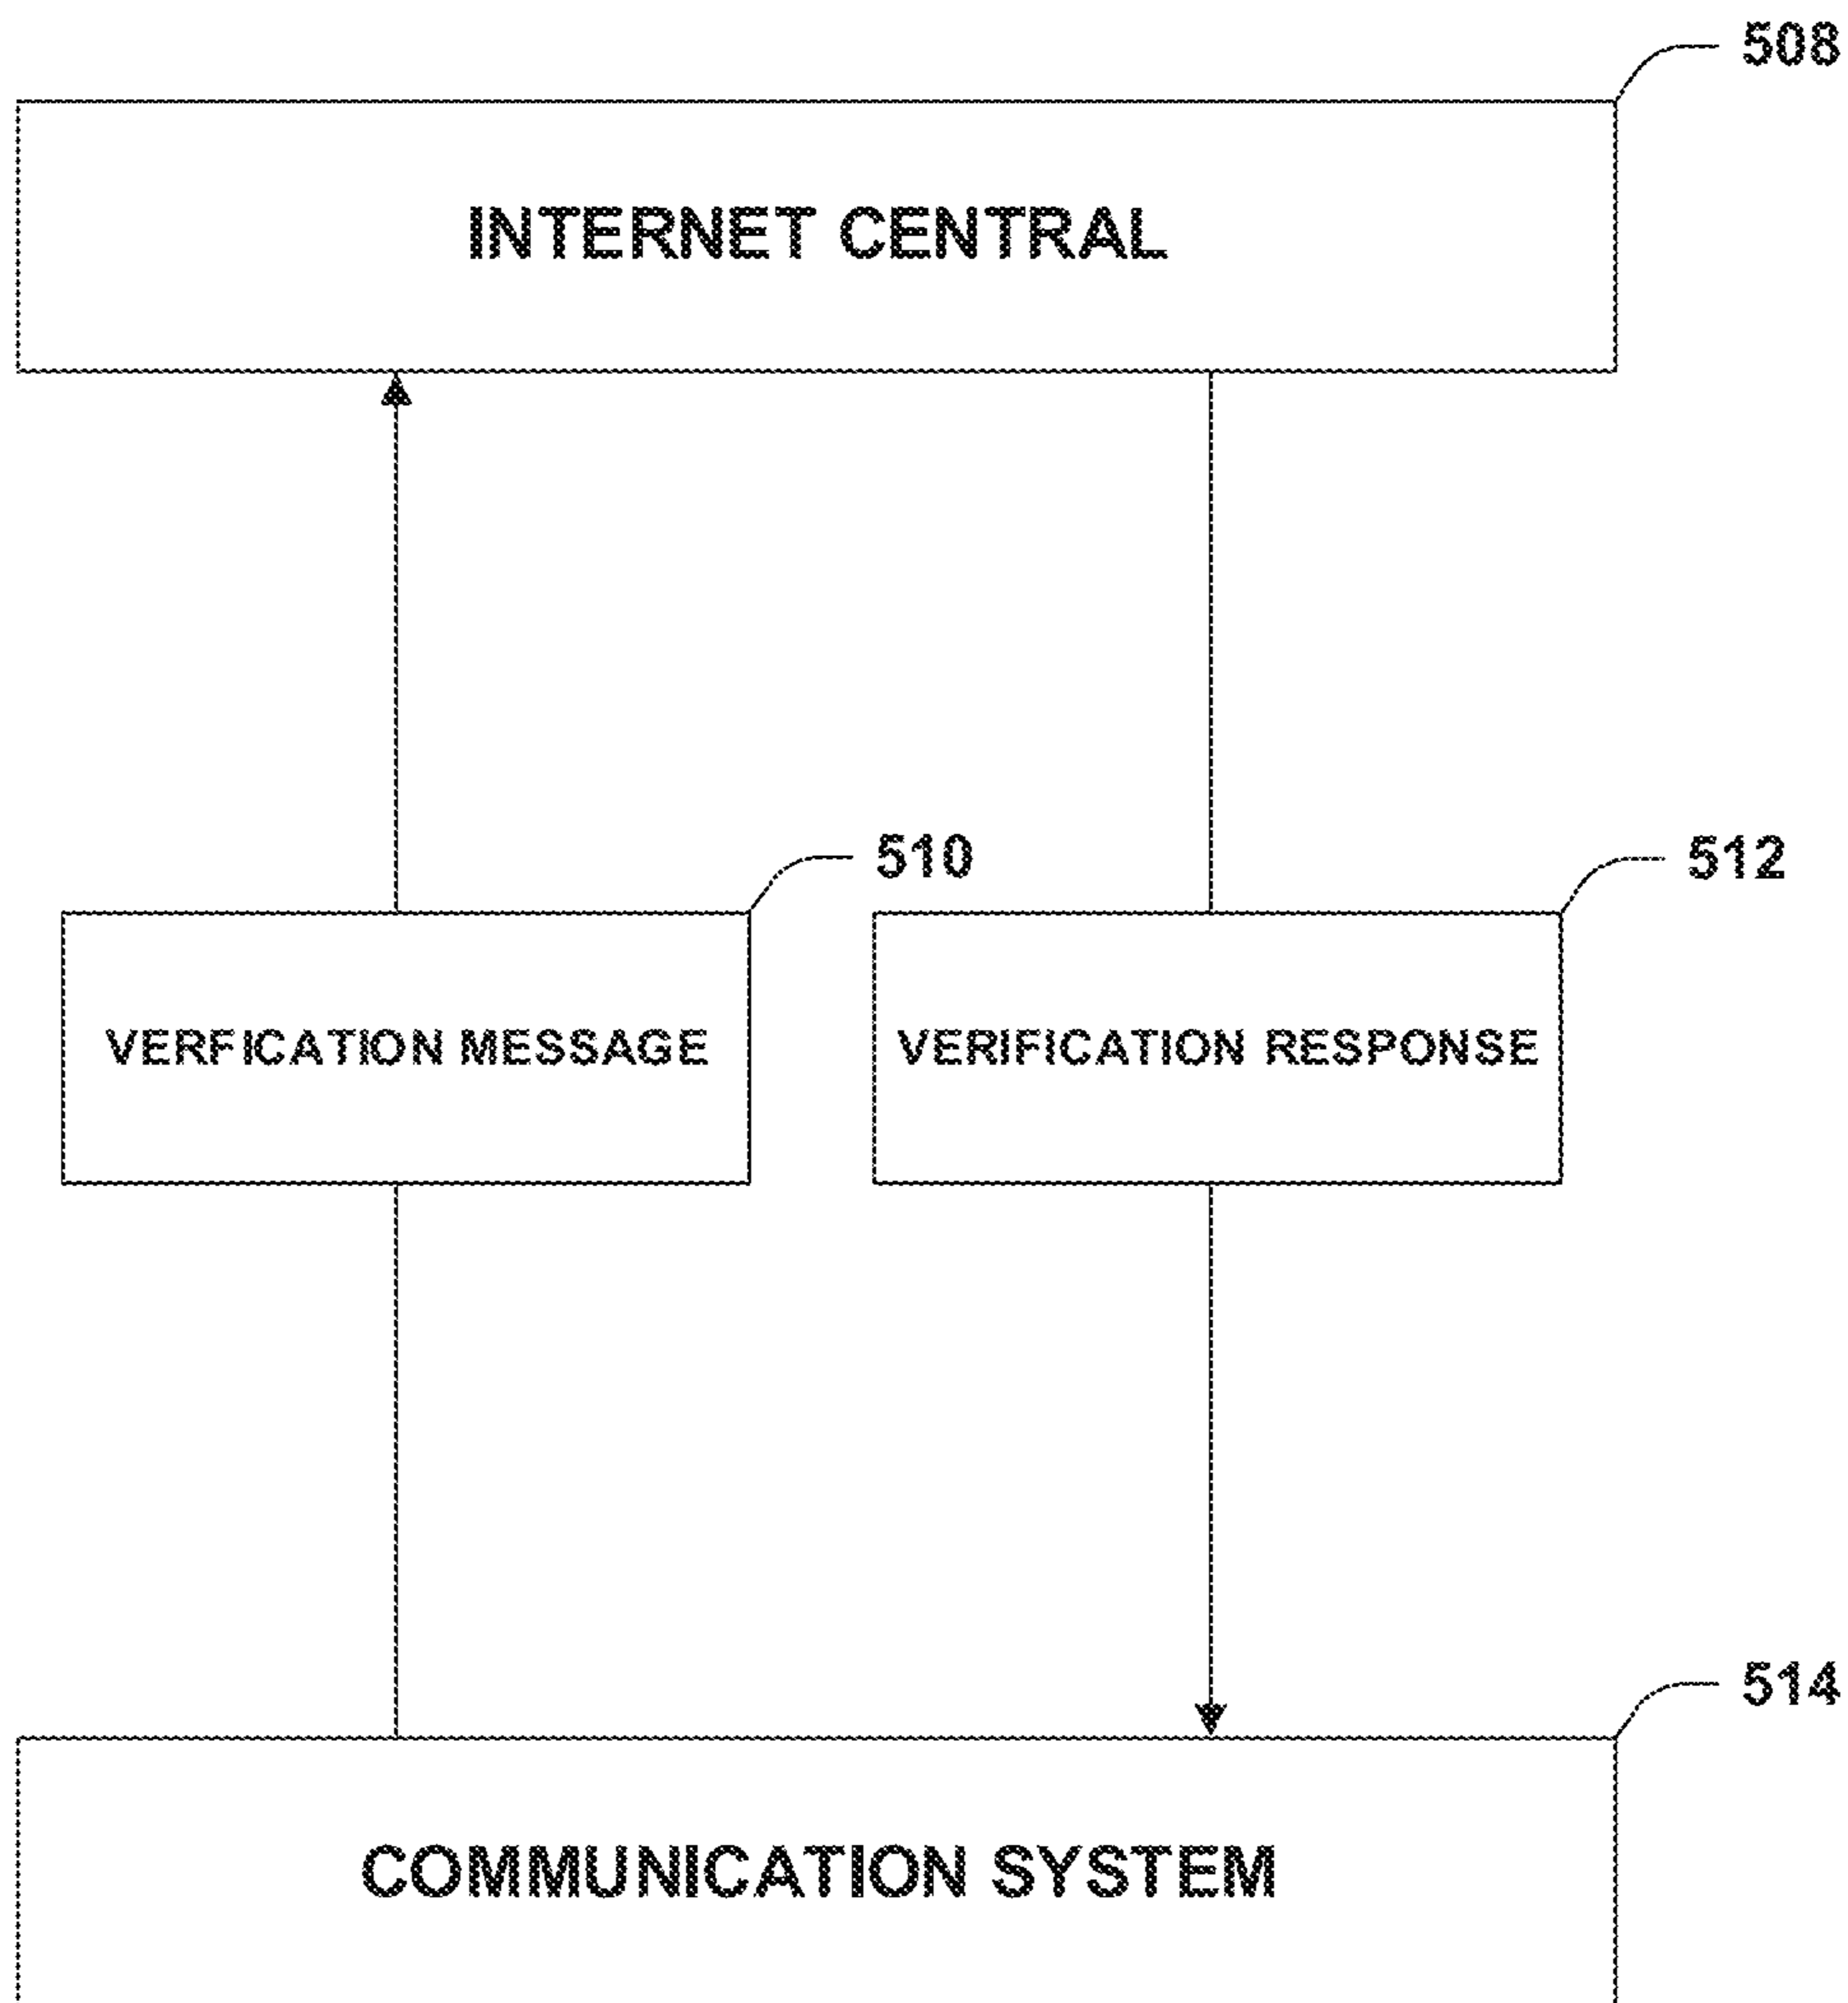 508
INTERNET CENTRAL
510
512
VERFICATION MESSAGE
VERIFICATION RESPONSE
514
COMMUNICATION SYSTEM